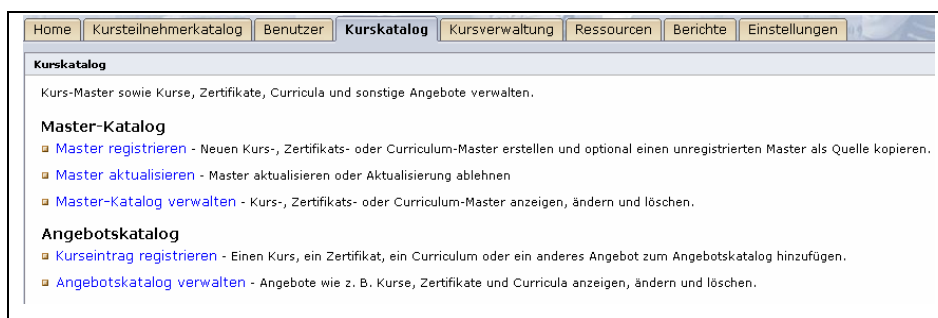 Home Kursteilnehmerkatalog Benutzer Kurskatalog Kursverwaltung Ressourcen Berichte Einstellungen
Kurskatalog
Kurs-Master sowie Kurse, Zertifikate, Curricula und sonstige Angebote verwalten.
Master-Katalog
Master registrieren - Neuen Kurs-, Zertifikats- oder Curriculum-Master erstellen und optional einen unregistrierten Master als Quelle kopieren.
Master aktualisieren - Master aktualisieren oder Aktualisierung ablehnen
Master-Katalog verwalten - Kurs-, Zertifikats- oder Curriculum-Master anzeigen, ändern und löschen.
Angebotskatalog
Kurseintrag registrieren - Einen Kurs, ein Zertifikat, ein Curriculum oder ein anderes Angebot zum Angebotskatalog hinzufügen.
Angebotskatalog verwalten - Angebote wie z. B. Kurse, Zertifikate und Curricula anzeigen, ändern und löschen.